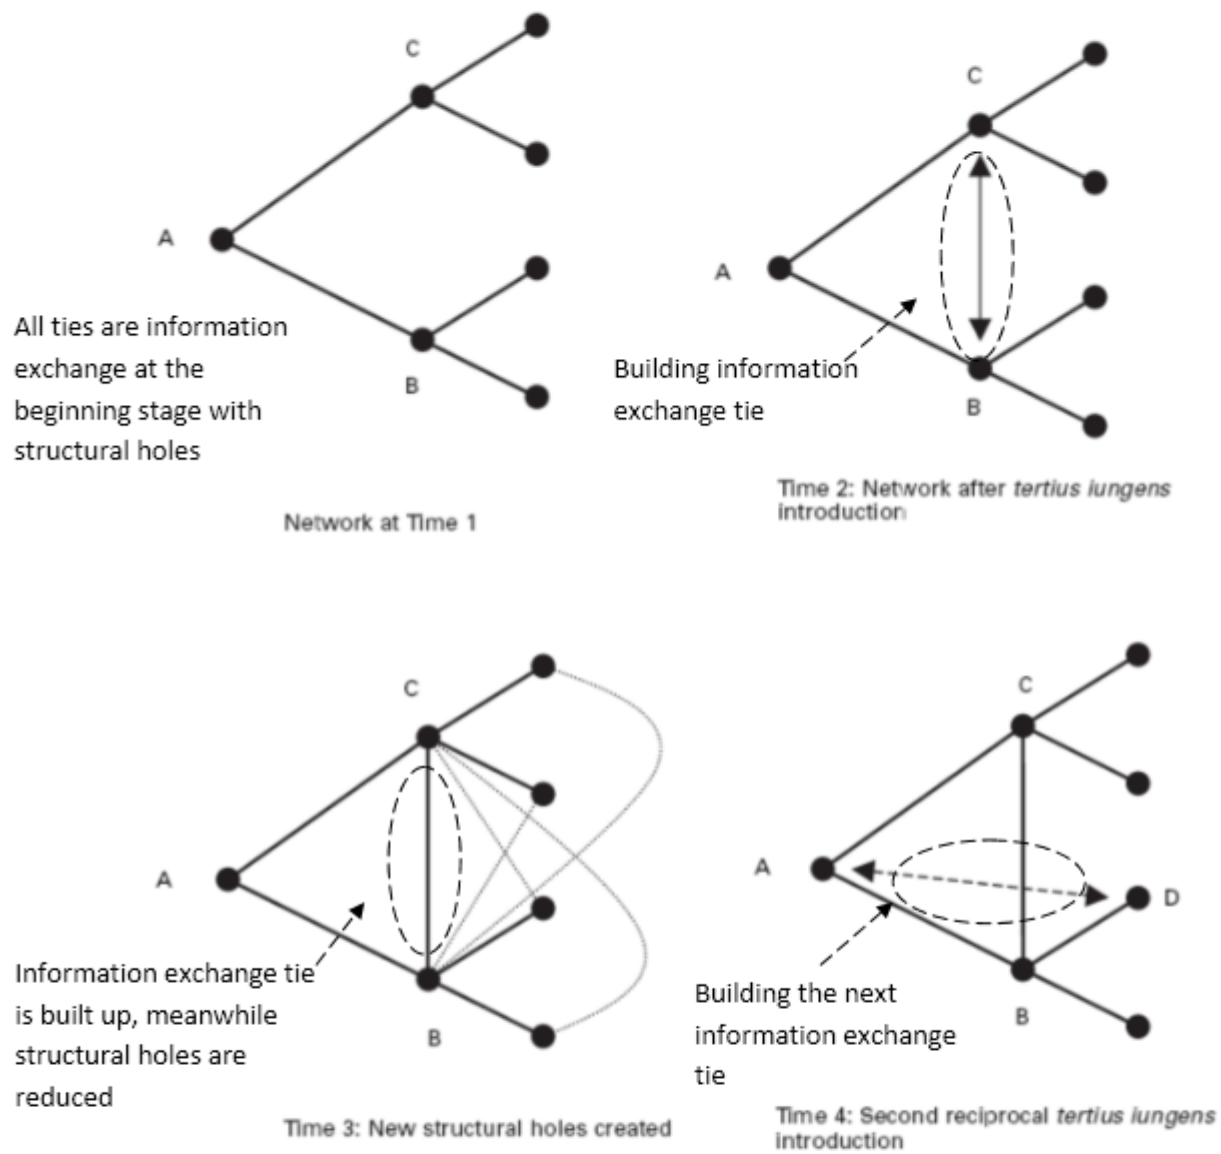 C
A
All ties are information
exchange at the
beginning stage with
structural holes
B
Network at Time 1
C
A
Building information
exchange tie
B
Time 2: Network after tertius iungens
introduction
C
A
Information exchange tie
is built up, meanwhile
structural holes are
reduced
B
Time 3: New structural holes created
C
A
D
Building the next
information exchange
tie
B
Time 4: Second reciprocal tertius iungens
introduction